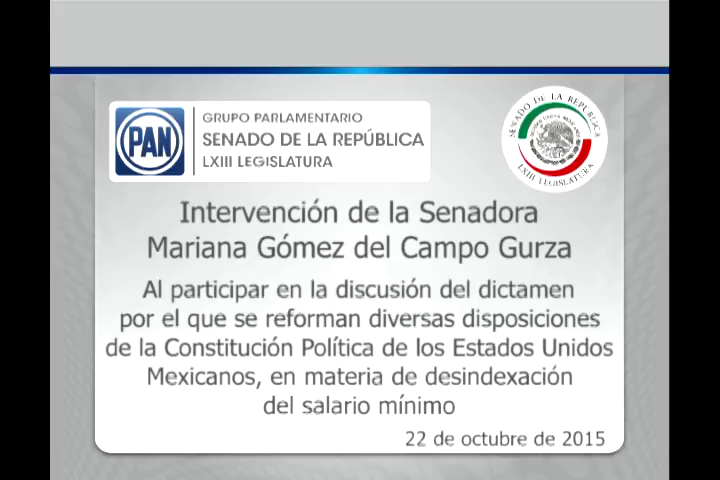 PAN
GRUPO PARLAMENTARIO
SENADO DE LA REPÚBLICA
LXIII LEGISLATURA
SENADO DE LA REPÚBLICA
LXIII LEGISLATURA
Intervención de la Senadora
Mariana Gómez del Campo Gurza
Al participar en la discusión del dictamen
por el que se reforman diversas disposiciones
de la Constitución Política de los Estados Unidos
Mexicanos, en materia de desindexación
del salario mínimo
22 de octubre de 2015